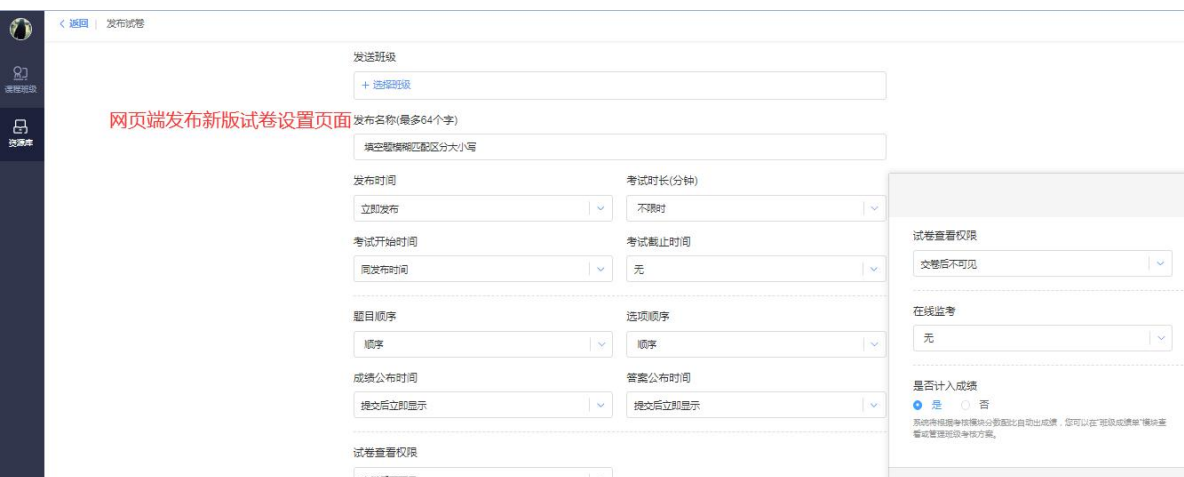 < 返回 | 发布试卷
课程班级
资源库
网页端发布新版试卷设置页面
发送班级
+ 选择班级
发布名称(最多64个字)
填空题模糊匹配区分大小写
发布时间 考试时长(分钟)
立即发布 不限时
考试开始时间 考试截止时间
同发布时间 无
题目顺序 选项顺序
顺序 顺序
成绩公布时间 答案公布时间
提交后立即显示 提交后立即显示
试卷查看权限
试卷查看权限
交卷后不可见
在线监考
无
是否计入成绩
是 否
系统将根据考核模块分数配比自动出成绩，您可以在"班级成绩单"模块查
看或管理班级考核方案。